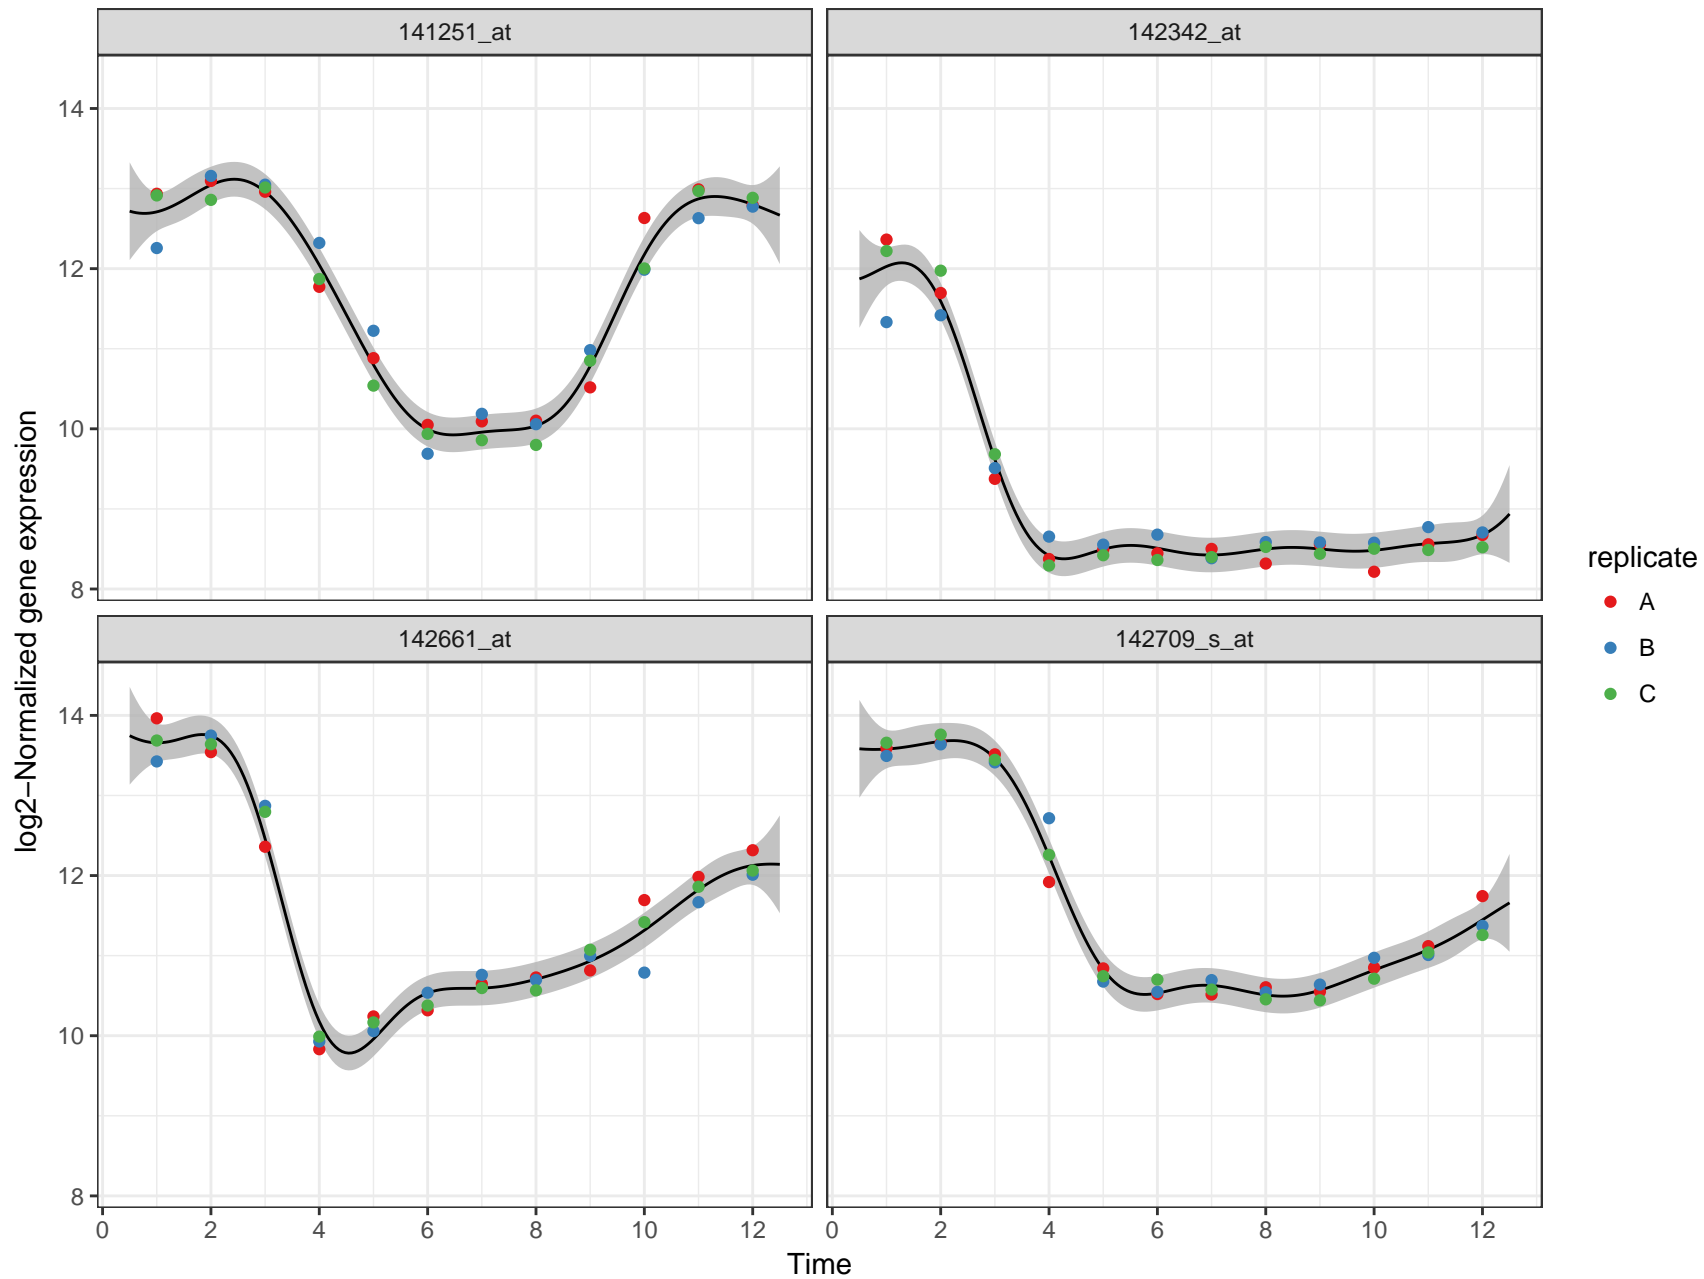 141251_at
142342_at
14
12
10
8
142661_at
142709_s_at
14
12
10
8
0 2 4 6 8 10 12
0 2 4 6 8 10 12
Time
log2−Normalized gene expression
replicate
A
B
C